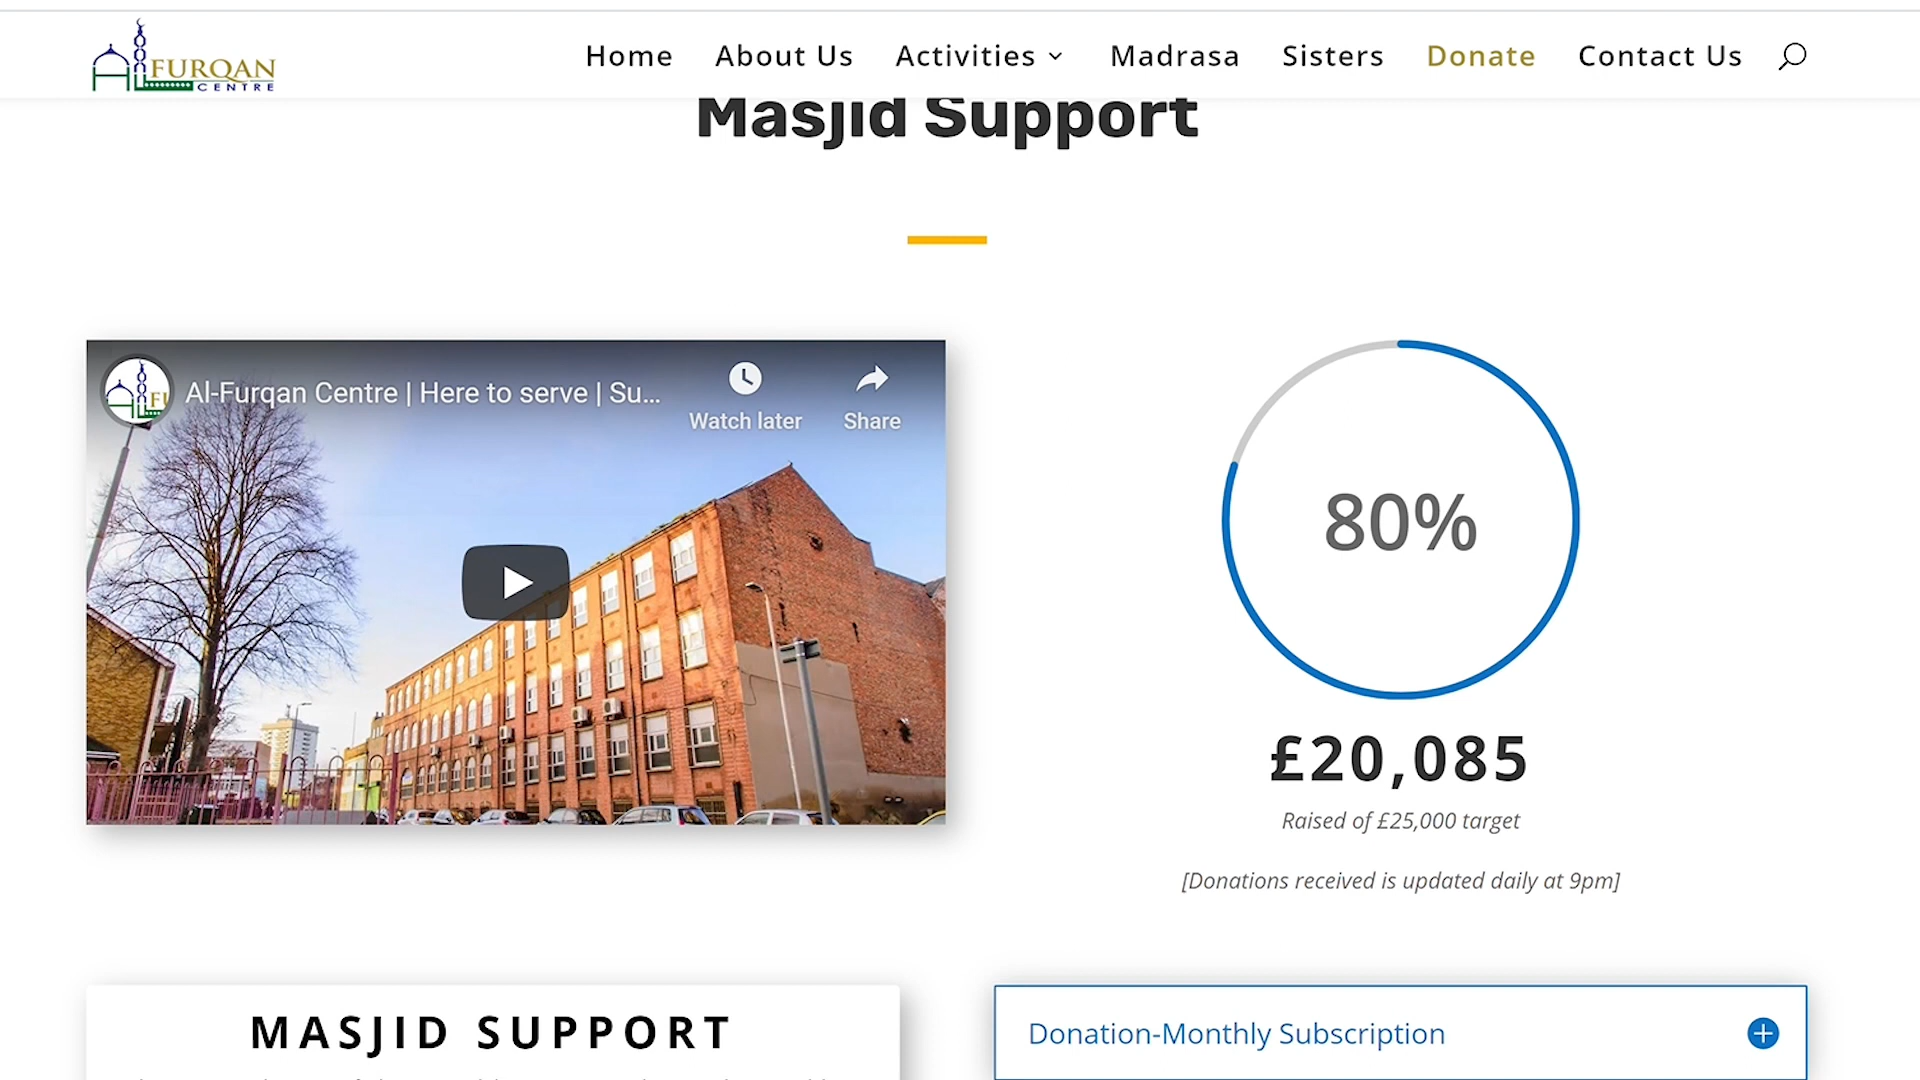 AL FURQAN
CENTRE
Home About Us Activities Madrasa Sisters Donate Contact Us
Masjid Support
Al-Furqan Centre | Here to serve | Su...
Watch later
Share
80%
£20,085
Raised of £25,000 target
[Donations received is updated daily at 9pm]
MASJID SUPPORT
Donation-Monthly Subscription